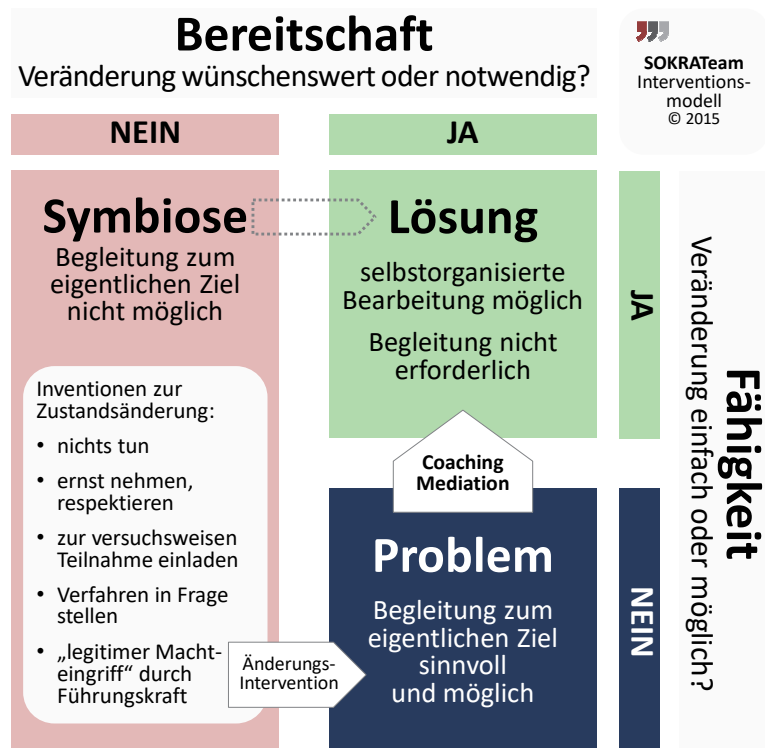 Bereitschaft
Veränderung wünschenswert oder notwendig?
SOKRATeam
Interventions-
modell
© 2015
NEIN
JA
Symbiose
Begleitung zum
eigentlichen Ziel
nicht möglich
Inventionen zur
Zustandsänderung:
• nichts tun
• ernst nehmen,
respektieren
• zur versuchsweisen
Teilnahme einladen
• Verfahren in Frage
stellen
• „legitimer Macht-
eingriff“ durch
Führungskraft
Änderungs-
Intervention
Lösung
selbstorganisierte
Bearbeitung möglich
Begleitung nicht
erforderlich
Coaching
Mediation
Problem
Begleitung zum
eigentlichen Ziel
sinnvoll
und möglich
JA
NEIN
Fähigkeit
Veränderung einfach oder möglich?